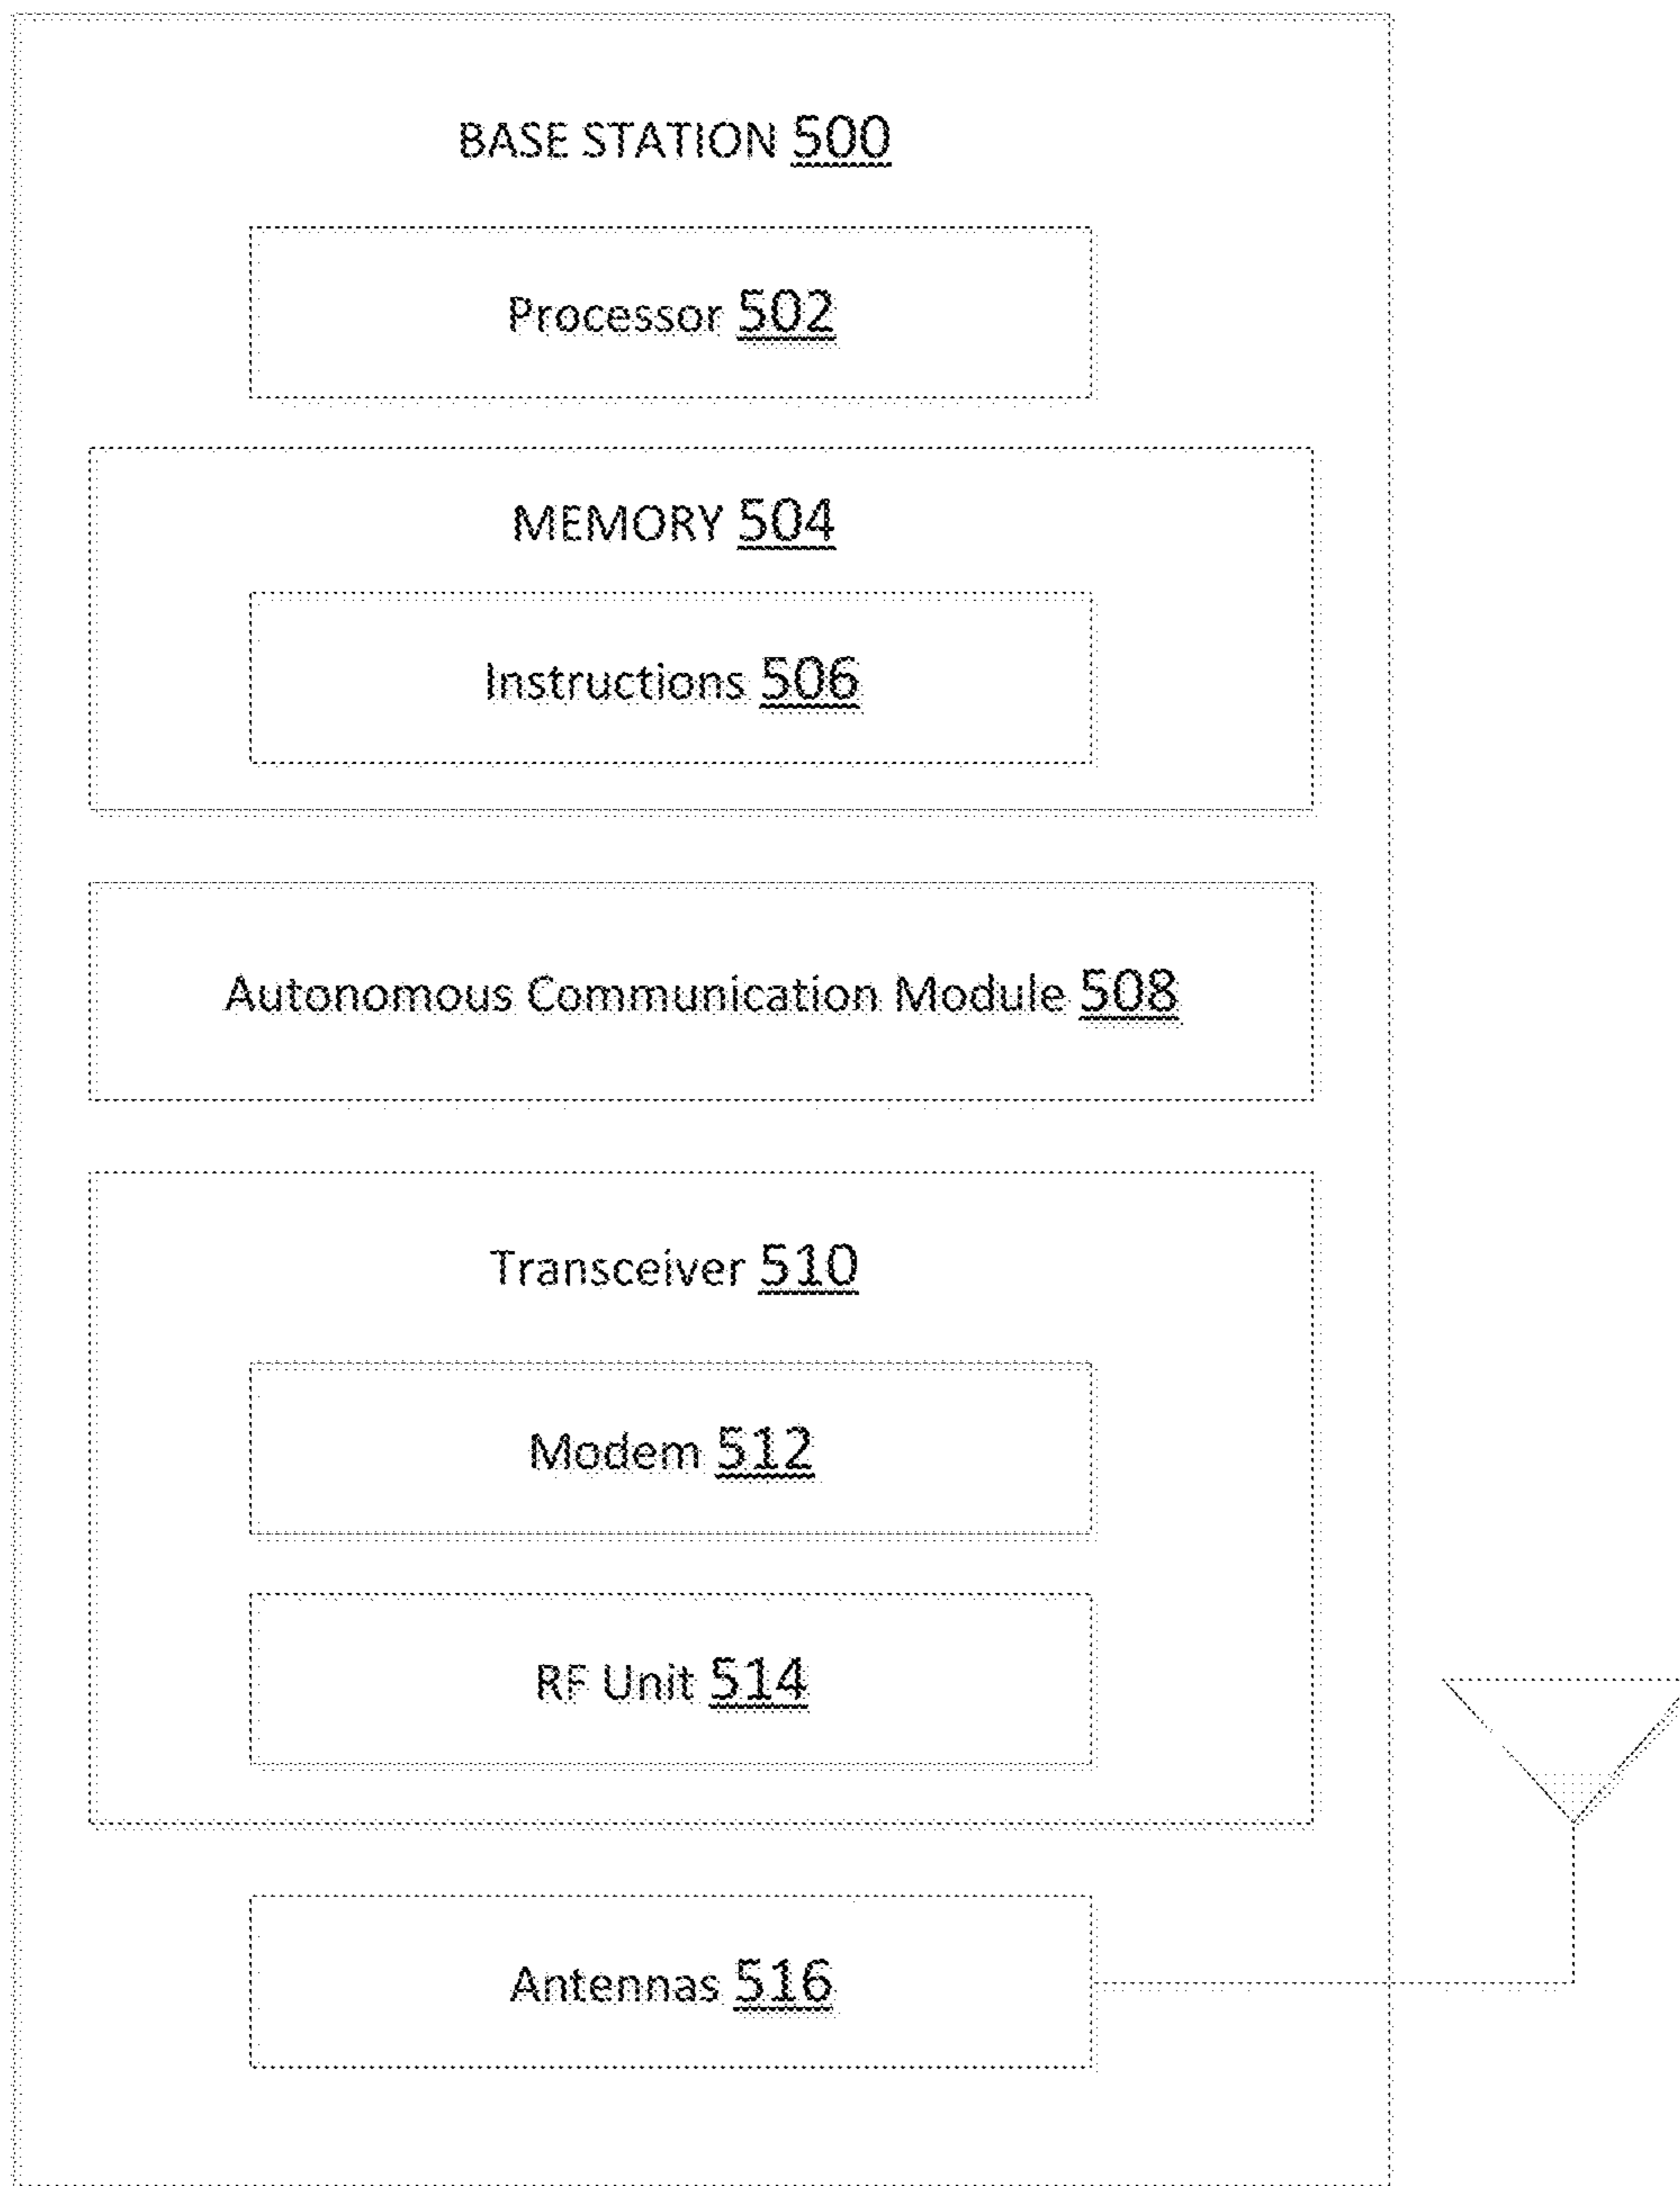 BASE STATION 500
Processor 502
MEMORY 504
Instructions 506
Autonomous Communication Module 508
Transceiver 510
Modem 512
RF Unit 514
Antennas 516